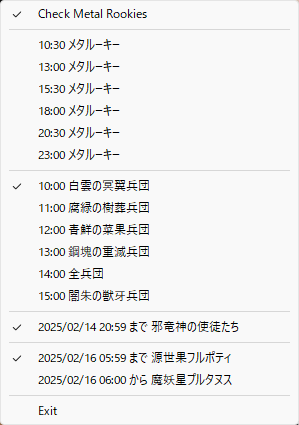 Check Metal Rookies
10:30 メタルーキー
13:00 メタルーキー
15:30 メタルーキー
18:00 メタルーキー
20:30 メタルーキー
23:00 メタルーキー
10:00 白雲の冥翼兵団
11:00 腐緑の樹葬兵団
12:00 青鮮の菜果兵団
13:00 鋼塊の重滅兵団
14:00 全兵団
15:00 闇朱の獣牙兵団
2025/02/14 20:59 まで 邪竜神の使徒たち
2025/02/16 05:59 まで 源世果フルポティ
2025/02/16 06:00 から 魔妖星プルタヌス
Exit